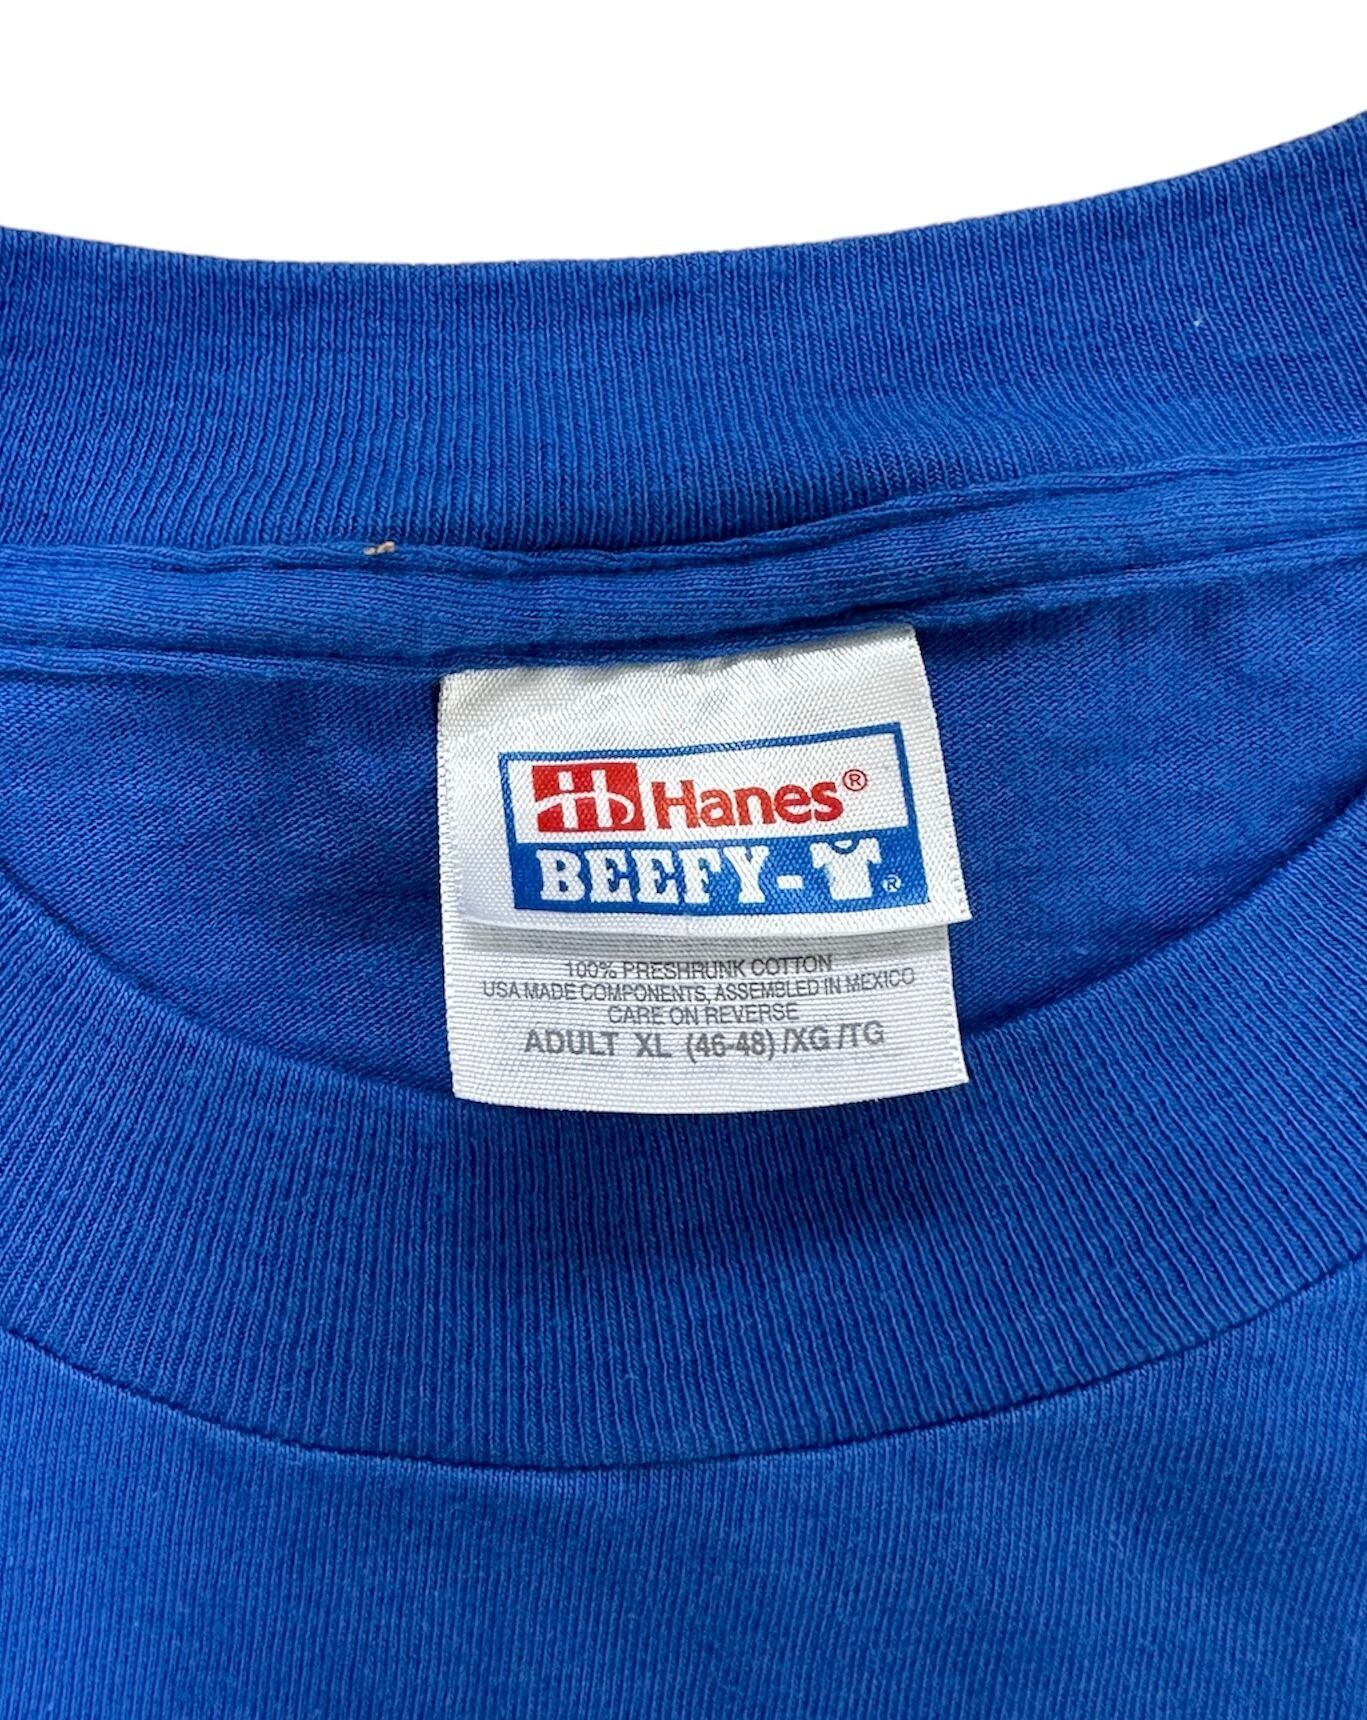 Hanes®
BEEFY-T®
100% PRESHRUNK COTTON
USA MADE COMPONENTS, ASSEMBLED IN MEXICO
CARE ON REVERSE
ADULT XL (46-48) /XG /TG